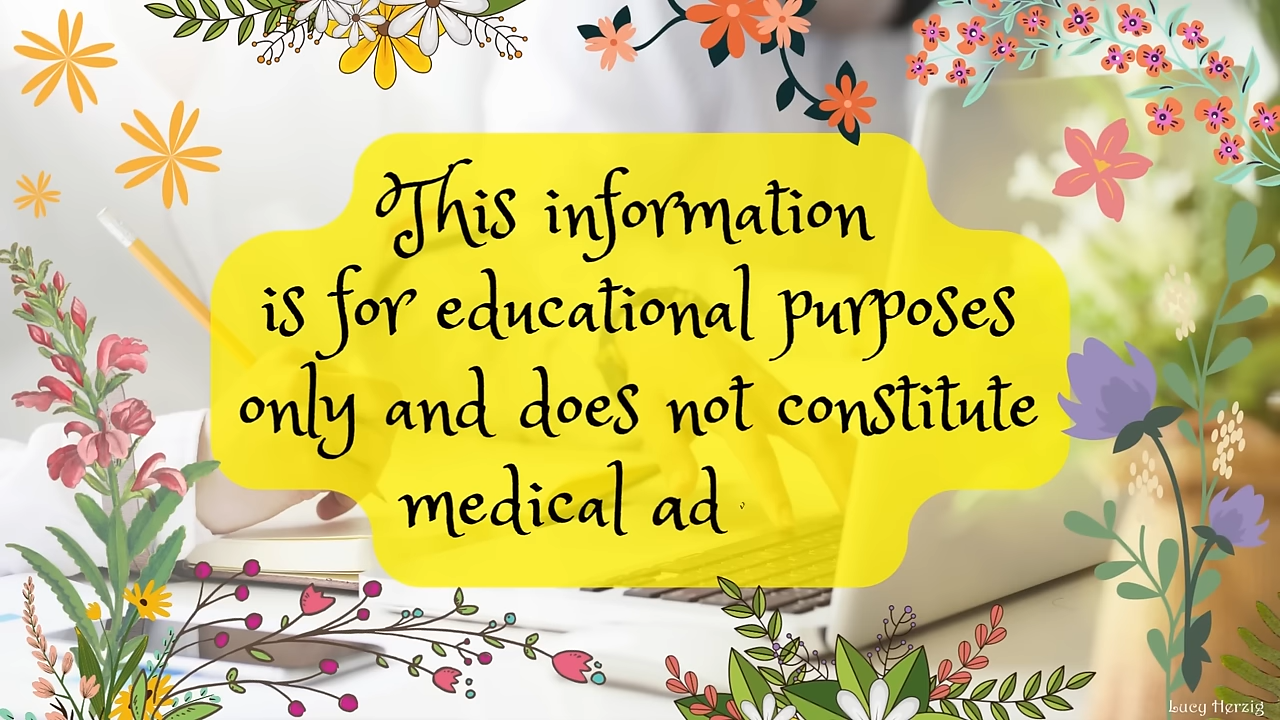 This information
is for educational purposes
only and does not constitute
medical ad
Lucy Herzig